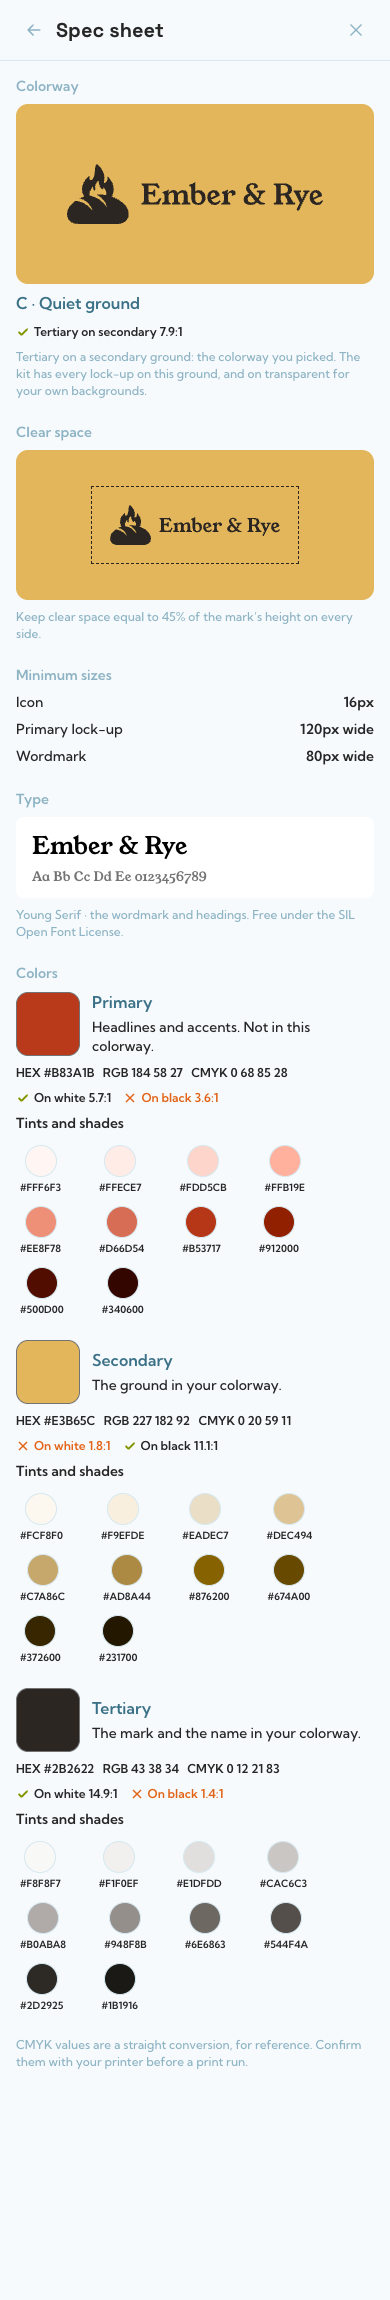 Spec sheet
Colorway
Ember & Rye
C · Quiet ground
Tertiary on secondary 7.9:1
Tertiary on a secondary ground: the colorway you picked. The
kit has every lock-up on this ground, and on transparent for
your own backgrounds.
Clear space
Ember & Rye
Keep clear space equal to 45% of the mark's height on every
side.
Minimum sizes
Icon 16px
Primary lock-up 120px wide
Wordmark 80px wide
Type
Ember & Rye
Aa Bb Cc Dd Ee 0123456789
Young Serif · the wordmark and headings. Free under the SIL
Open Font License.
Colors
Primary
Headlines and accents. Not in this
colorway.
HEX #B83A1B RGB 184 58 27 CMYK 0 68 85 28
On white 5.7:1 On black 3.6:1
Tints and shades
#FFF6F3 #FFECE7 #FDD5CB #FFB19E
#EE8F78 #D66D54 #B53717 #912000
#500D00 #340600
Secondary
The ground in your colorway.
HEX #E3B65C RGB 227 182 92 CMYK 0 20 59 11
On white 1.8:1 On black 11.1:1
Tints and shades
#FCF8F0 #F9EFDE #EADEC7 #DEC494
#C7A86C #AD8A44 #876200 #674A00
#372600 #231700
Tertiary
The mark and the name in your colorway.
HEX #2B2622 RGB 43 38 34 CMYK 0 12 21 83
On white 14.9:1 On black 1.4:1
Tints and shades
#F8F8F7 #F1F0EF #E1DFDD #CAC6C3
#B0ABA8 #948F8B #6E6863 #544F4A
#2D2925 #1B1916
CMYK values are a straight conversion, for reference. Confirm
them with your printer before a print run.